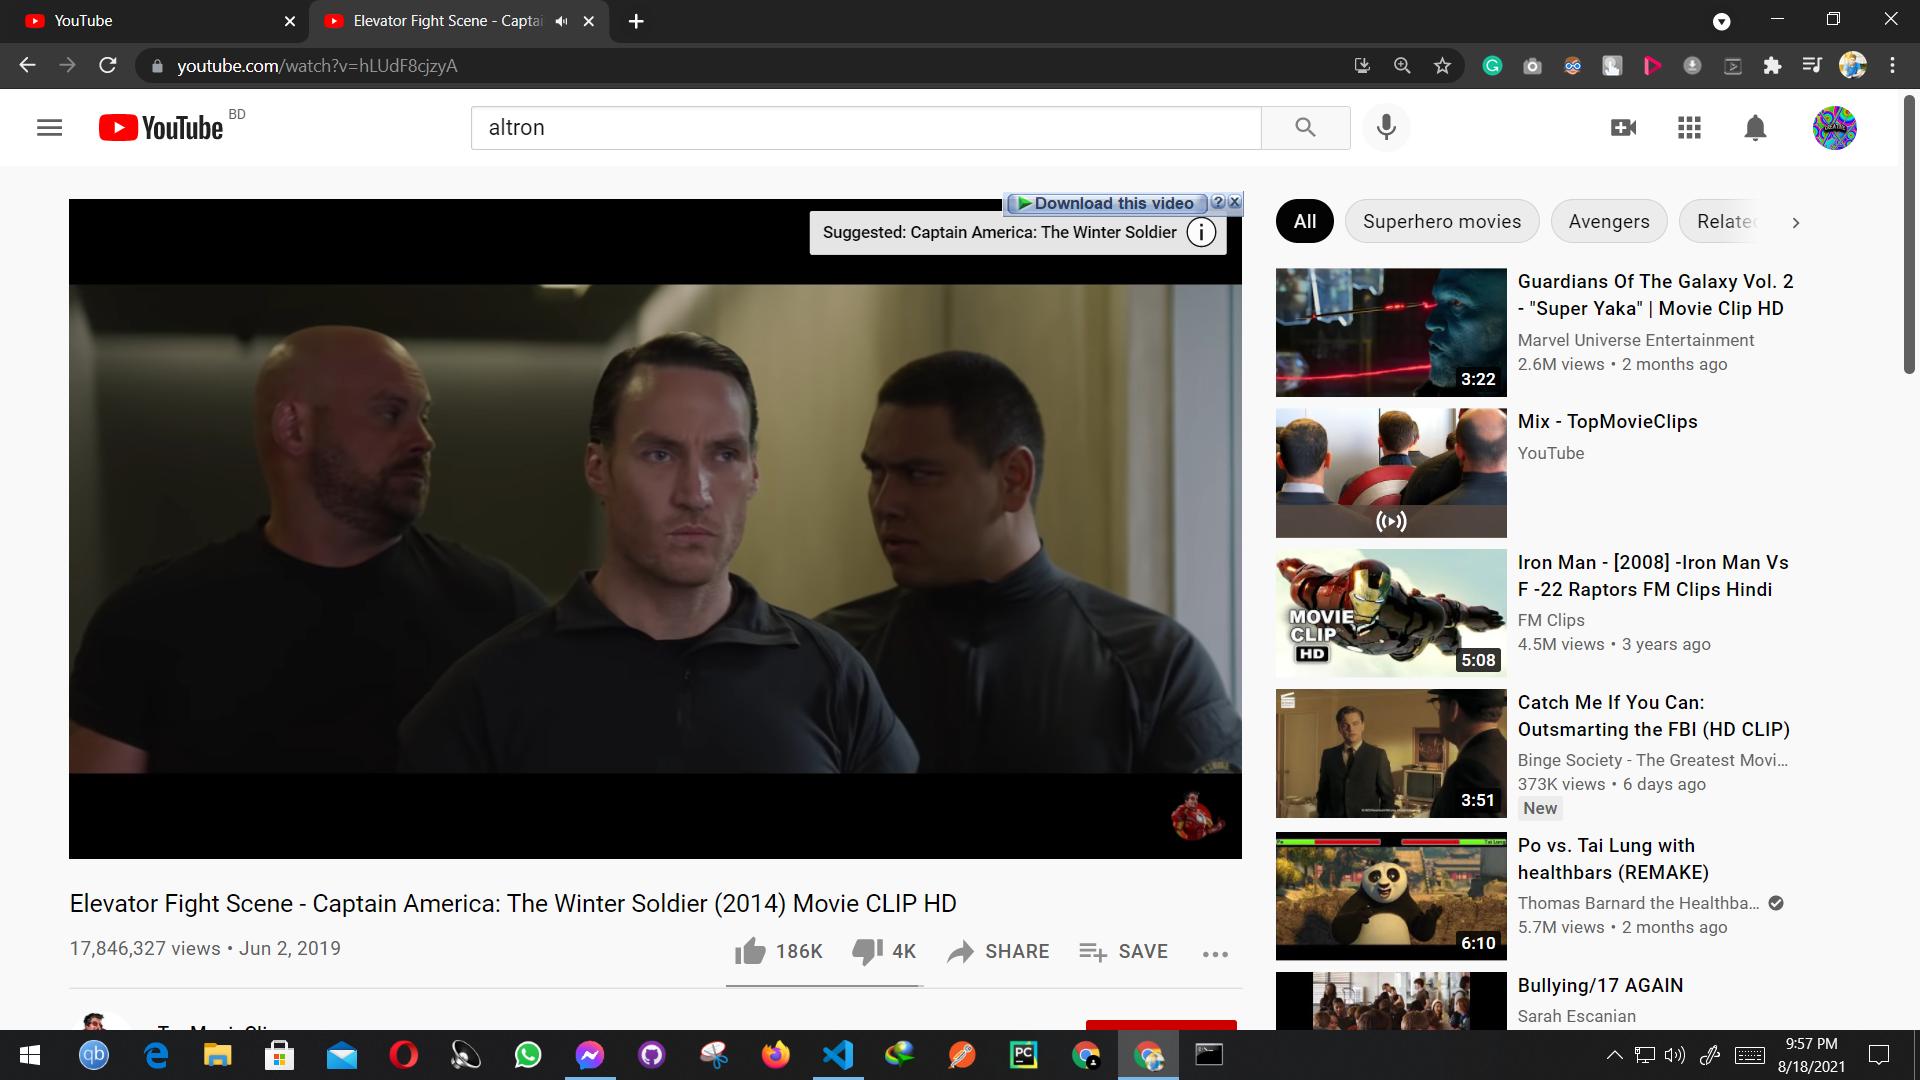 YouTube
Elevator Fight Scene - Capta
youtube.com/watch?v=hLUdF8cjzyA
YouTube BD
altron
Download this video
Suggested: Captain America: The Winter Soldier
All
Superhero movies
Avengers
Relate
Guardians Of The Galaxy Vol. 2
- "Super Yaka" | Movie Clip HD
Marvel Universe Entertainment
2.6M views • 2 months ago
3:22
Mix - TopMovieClips
YouTube
Iron Man - [2008] -Iron Man Vs
F -22 Raptors FM Clips Hindi
FM Clips
4.5M views • 3 years ago
MOVIE
CLIP
HD
5:08
Catch Me If You Can:
Outsmarting the FBI (HD CLIP)
Binge Society - The Greatest Movi...
373K views • 6 days ago
New
3:51
Po vs. Tai Lung with
healthbars (REMAKE)
Thomas Barnard the Healthba...
5.7M views • 2 months ago
6:10
Bullying/17 AGAIN
Sarah Escanian
Elevator Fight Scene - Captain America: The Winter Soldier (2014) Movie CLIP HD
17,846,327 views • Jun 2, 2019
186K
4K
SHARE
SAVE
qb
PC
9:57 PM
8/18/2021